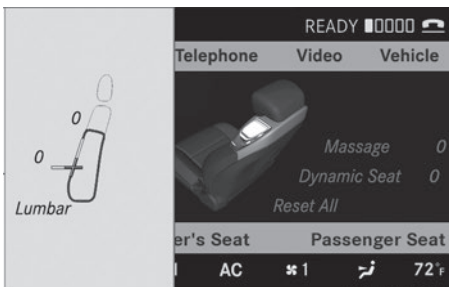 READY
Telephone Video Vehicle
0
0
Lumbar
Massage 0
Dynamic Seat 0
Reset All
er's Seat Passenger Seat
AC 1 72°F